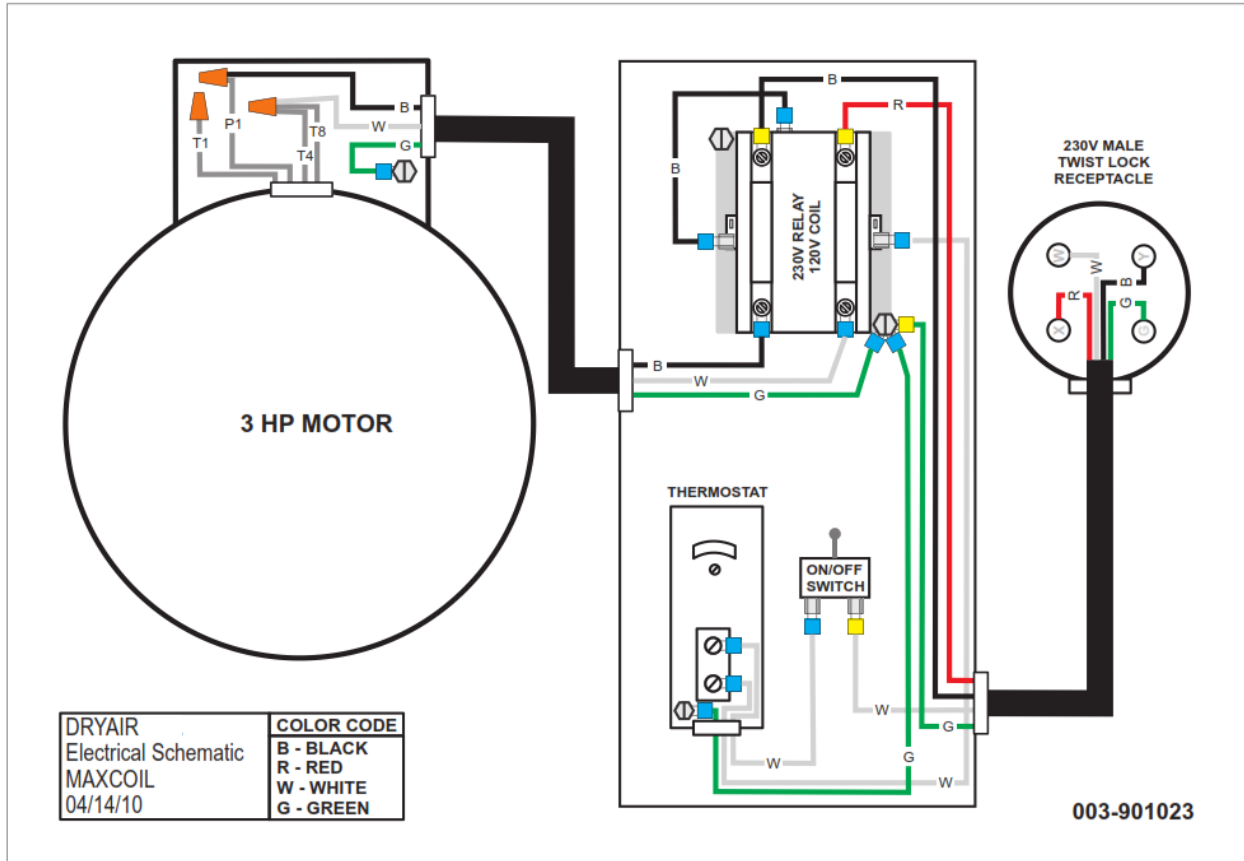 B
R
B
W
G
T1
P1
T8
T4
B
230V RELAY
120V COIL
230V MALE
TWIST LOCK
RECEPTACLE
W
Y
W
B
R
G
X
G
B
W
G
3 HP MOTOR
THERMOSTAT
ON/OFF
SWITCH
W
G
W
G
W
DRYAIR
Electrical Schematic
MAXCOIL
04/14/10
COLOR CODE
B - BLACK
R - RED
W - WHITE
G - GREEN
003-901023